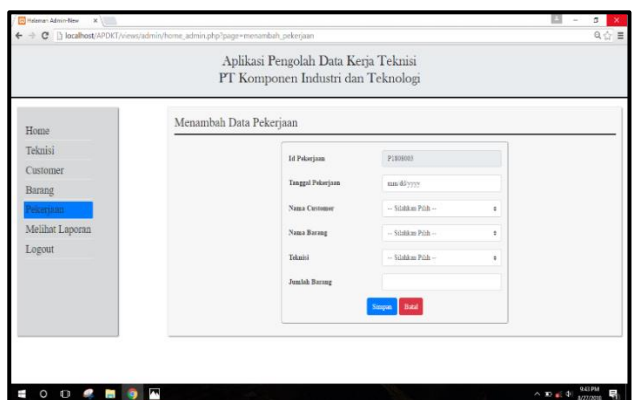 Halaman Admin-New
localhost/APDKT/views/admin/home_admin.php?page=menambah_pekerjaan
Aplikasi Pengolah Data Kerja Teknisi
PT Komponen Industri dan Teknologi
Home
Teknisi
Customer
Barang
Pekerjaan
Melihat Laporan
Logout
Menambah Data Pekerjaan
Id Pekerjaan
Tanggal Pekerjaan
mm/dd/yyyy
Nama Customer
-- Silahkan Pilih --
Nama Barang
-- Silahkan Pilih --
Teknisi
-- Silahkan Pilih --
Jumlah Barang
Simpan Batal
9:43 PM